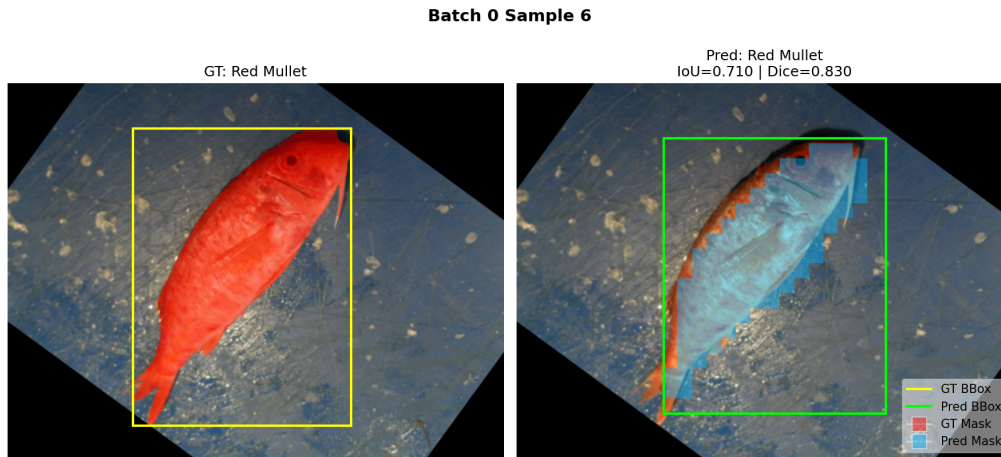 Batch 0 Sample 6
GT: Red Mullet
Pred: Red Mullet
IoU=0.710 | Dice=0.830
GT BBox
Pred BBox
GT Mask
Pred Mask